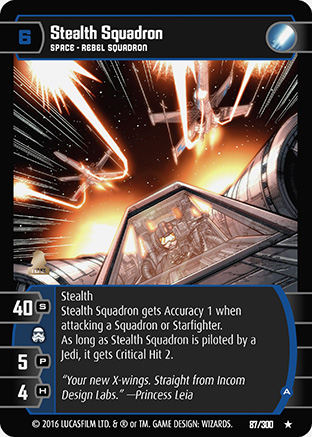 6
Stealth Squadron
SPACE • REBEL SQUADRON
40 S
Stealth
Stealth Squadron gets Accuracy 1 when
attacking a Squadron or Starfighter.
As long as Stealth Squadron is piloted by a
Jedi, it gets Critical Hit 2.
5 P
4 H
“Your new X-wings. Straight from Incom
Design Labs.” —Princess Leia
A
© 2016 LUCASFILM LTD. & ® or TM. GAME DESIGN: WIZARDS.
87/300 ★